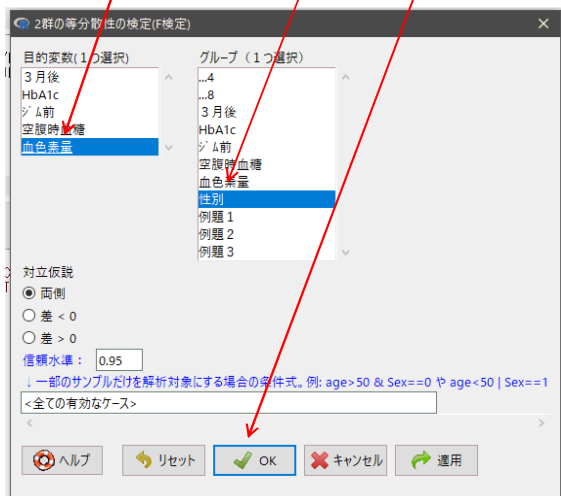 2群の等分散性の検定(F検定)
目的変数(1つ選択)
３月後
HbA1c
ジム前
空腹時血糖
血色素量
グループ（1つ選択）
...4
...8
３月後
HbA1c
ジム前
空腹時血糖
血色素量
性別
例題１
例題２
例題３
対立仮説
両側
差 < 0
差 > 0
信頼水準： 0.95
↓一部のサンプルだけを解析対象にする場合の条件式。例: age>50 & Sex==0 や age<50 | Sex==1
<全ての有効なケース>
ヘルプ リセット OK キャンセル 適用